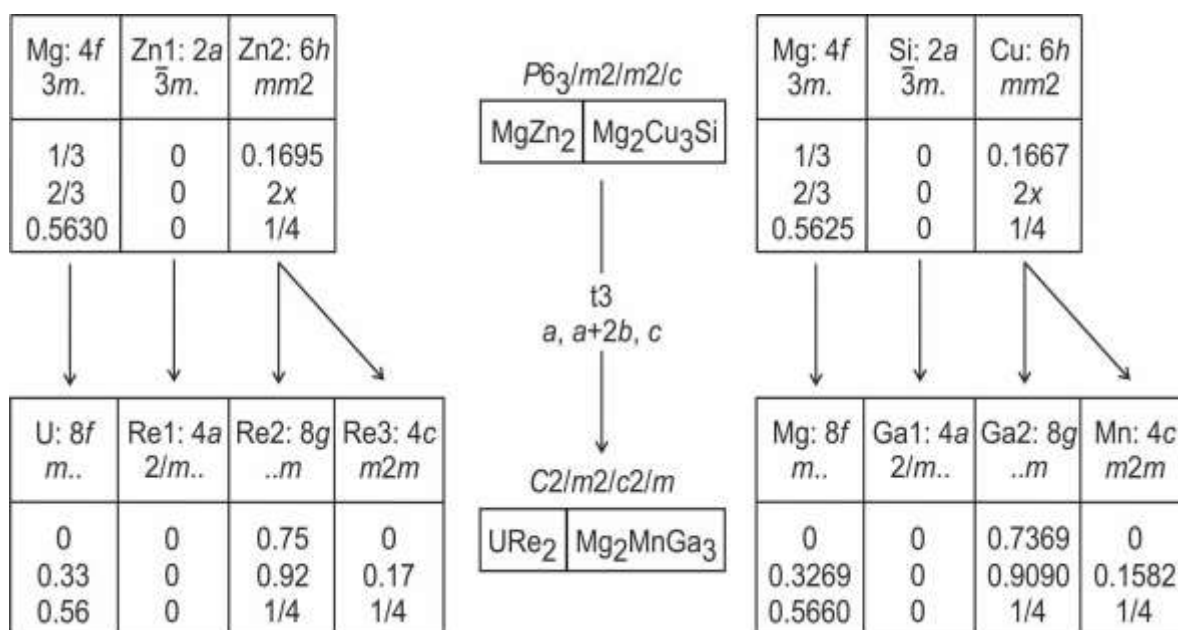 Mg: 4f Zn1: 2a Zn2: 6h
3m. 3̅m. mm2
1/3 0 0.1695
2/3 0 2x
0.5630 0 1/4
P6₃/m2/m2/c
MgZn₂ Mg₂Cu₃Si
Mg: 4f Si: 2a Cu: 6h
3m. 3̅m. mm2
1/3 0 0.1667
2/3 0 2x
0.5625 0 1/4
t3
a, a+2b, c
U: 8f Re1: 4a Re2: 8g Re3: 4c
m.. 2/m.. ..m m2m
0 0 0.75 0
0.33 0 0.92 0.17
0.56 0 1/4 1/4
C2/m2/c2/m
URe₂ Mg₂MnGa₃
Mg: 8f Ga1: 4a Ga2: 8g Mn: 4c
m.. 2/m.. ..m m2m
0 0 0.7369 0
0.3269 0 0.9090 0.1582
0.5660 0 1/4 1/4